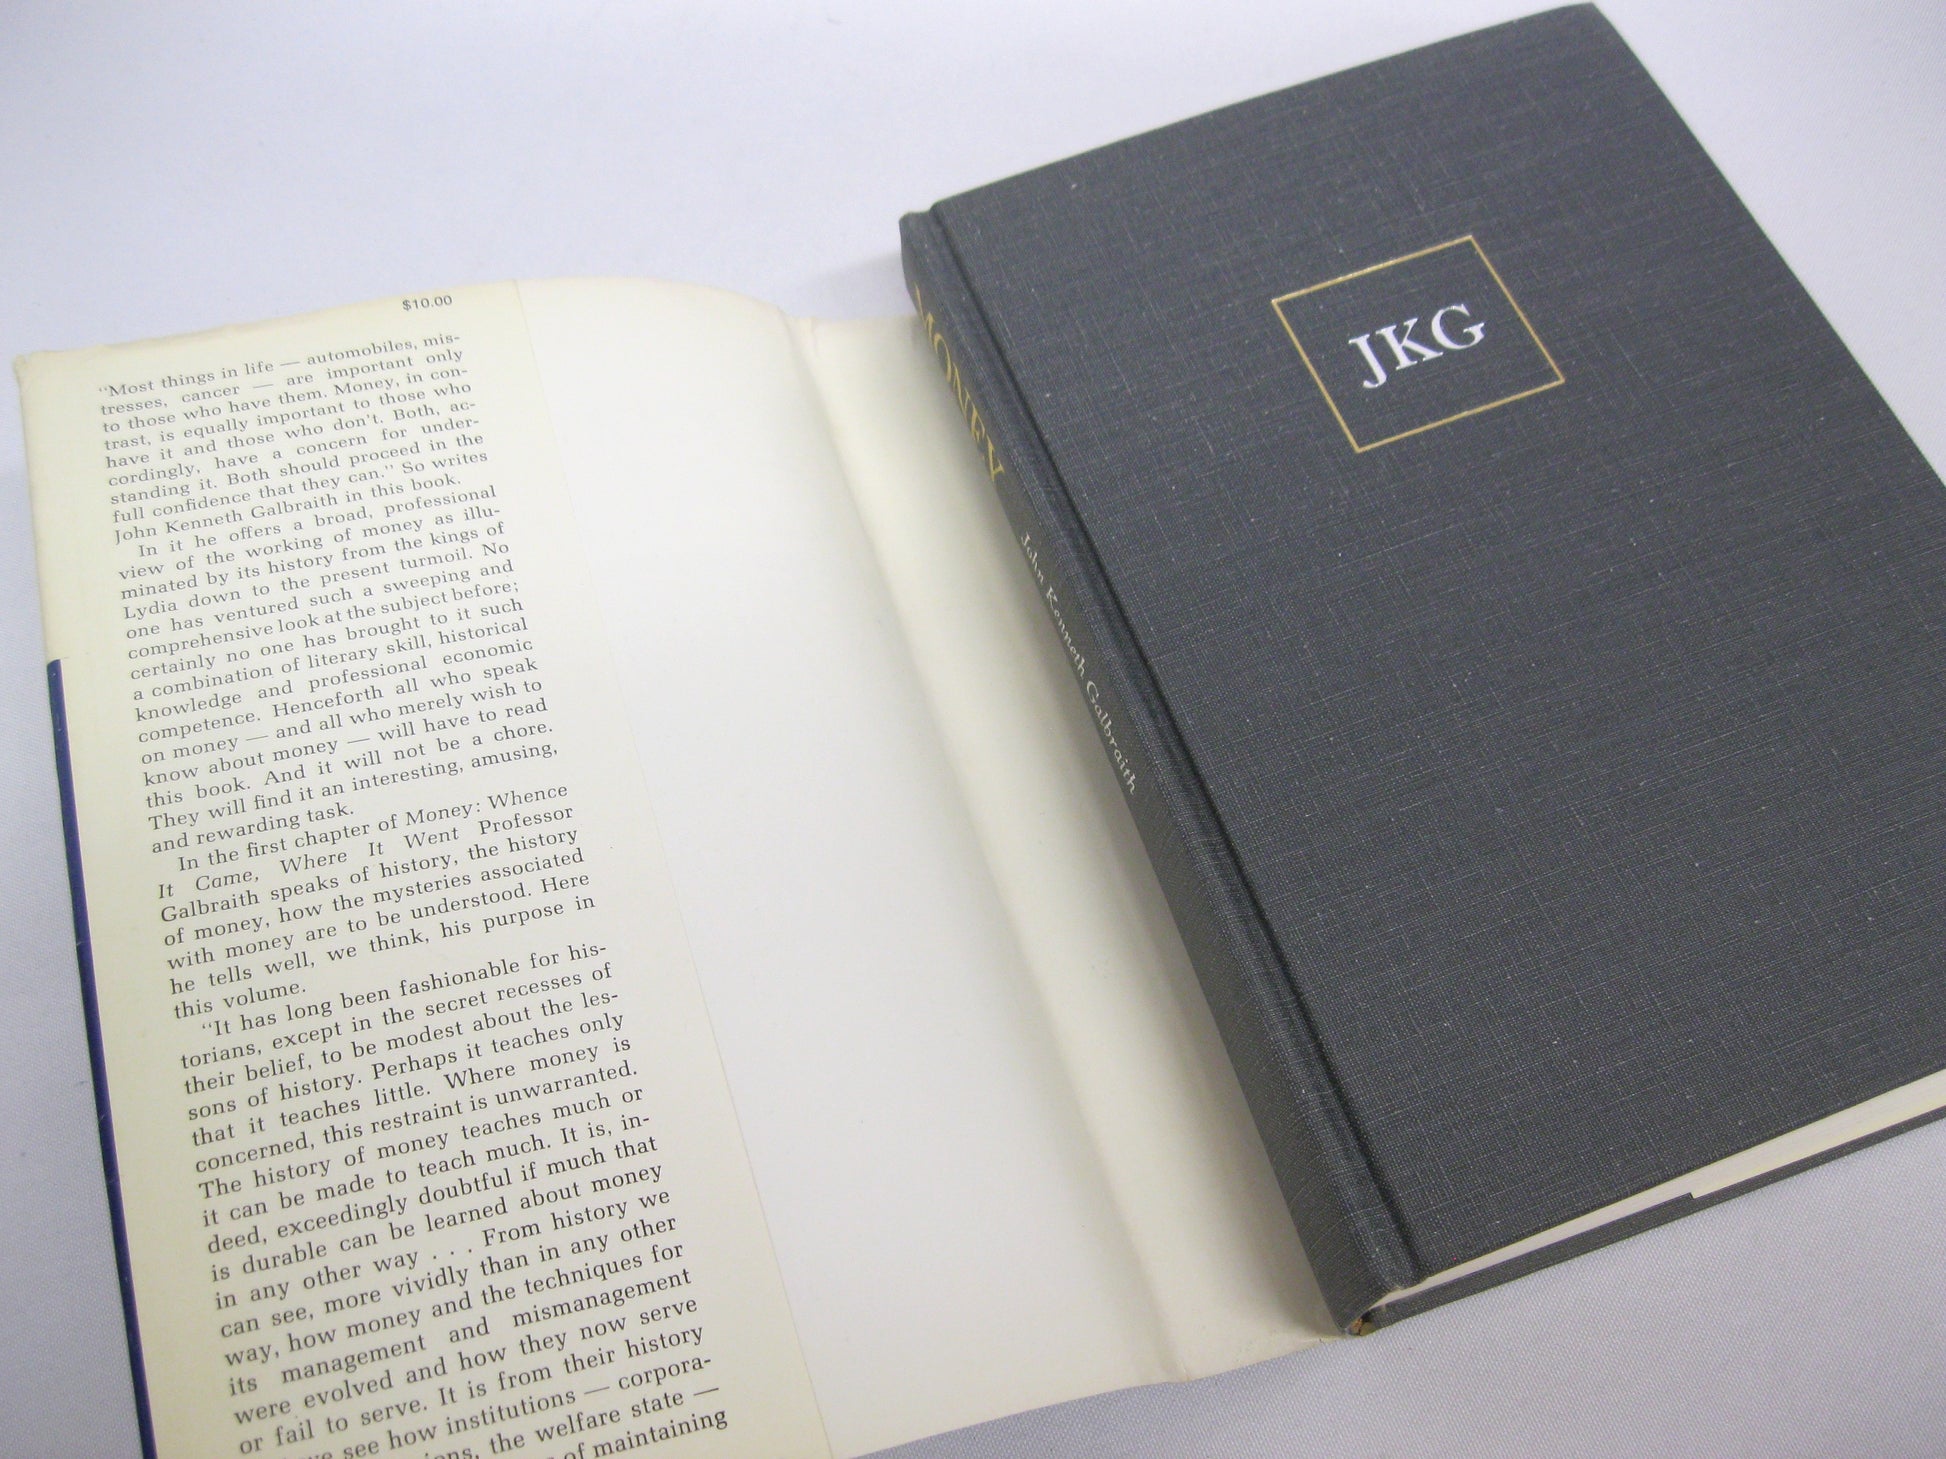 $10.00
“Most things in life — automobiles, mis-
tresses, cancer — are important only
to those who have them. Money, in con-
trast, is equally important to those who
have it and those who don't. Both, ac-
cordingly, have a concern for under-
standing it. Both should proceed in the
full confidence that they can.” So writes
John Kenneth Galbraith in this book.
In it he offers a broad, professional
view of the working of money as illu-
minated by its history from the kings of
Lydia down to the present turmoil. No
one has ventured such a sweeping and
comprehensive look at the subject before;
certainly no one has brought to it such
a combination of literary skill, historical
knowledge and professional economic
competence. Henceforth all who speak
on money — and all who merely wish to
know about money — will have to read
this book. And it will not be a chore.
They will find it an interesting, amusing,
and rewarding task.
In the first chapter of Money: Whence
It Came, Where It Went Professor
Galbraith speaks of history, the history
of money, how the mysteries associated
with money are to be understood. Here
he tells well, we think, his purpose in
this volume.
“It has long been fashionable for his-
torians, except in the secret recesses of
their belief, to be modest about the les-
sons of history. Perhaps it teaches only
that it teaches little. Where money is
concerned, this restraint is unwarranted.
The history of money teaches much or
it can be made to teach much. It is, in-
deed, exceedingly doubtful if much that
is durable can be learned about money
in any other way . . . From history we
can see, more vividly than in any other
way, how money and the techniques for
its management and mismanagement
were evolved and how they now serve
or fail to serve. It is from their history
see how institutions — corpora-
the welfare state —
of maintaining
MONEY
John Kenneth Galbraith
JKG